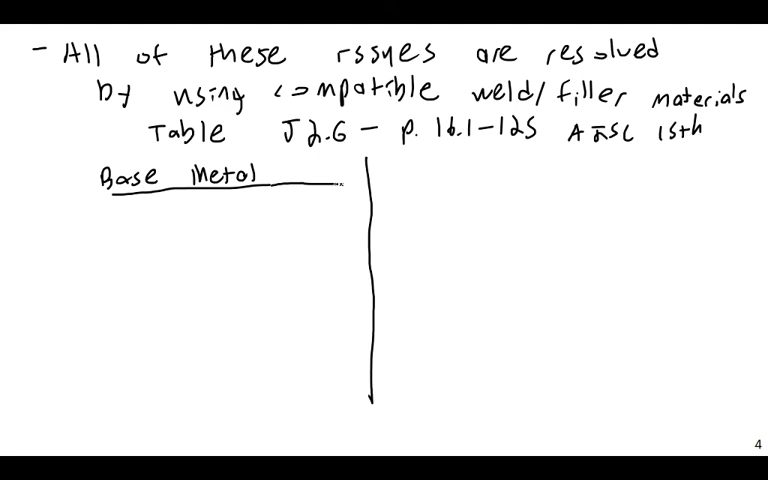 - All of these issues are resolved
by using compatible weld/filler materials
Table J2.6 - p. 16.1-125 AISC 15th
Base Metal
4